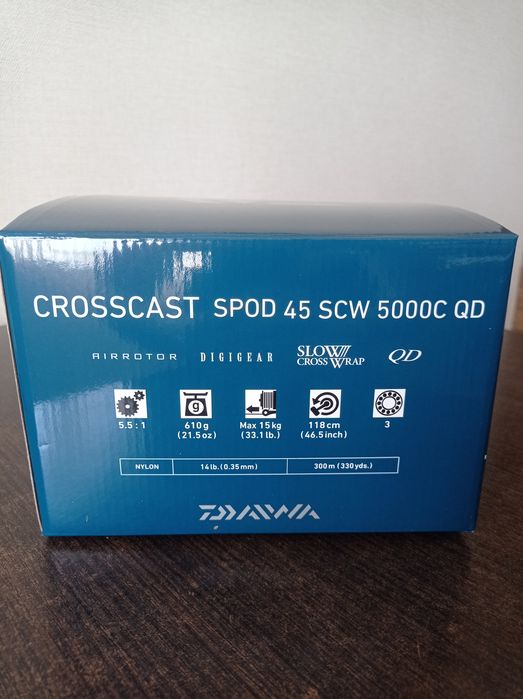 CROSSCAST SPOD 45 SCW 5000C QD
AIRROTOR DIGIGEAR SLOW CROSS WRAP QD
g
5.5 : 1 610g Max 15kg 118cm 3
(21.5oz) (33.1lb.) (46.5inch)
NYLON 14lb.(0.35mm) 300m(330yds.)
DAIWA